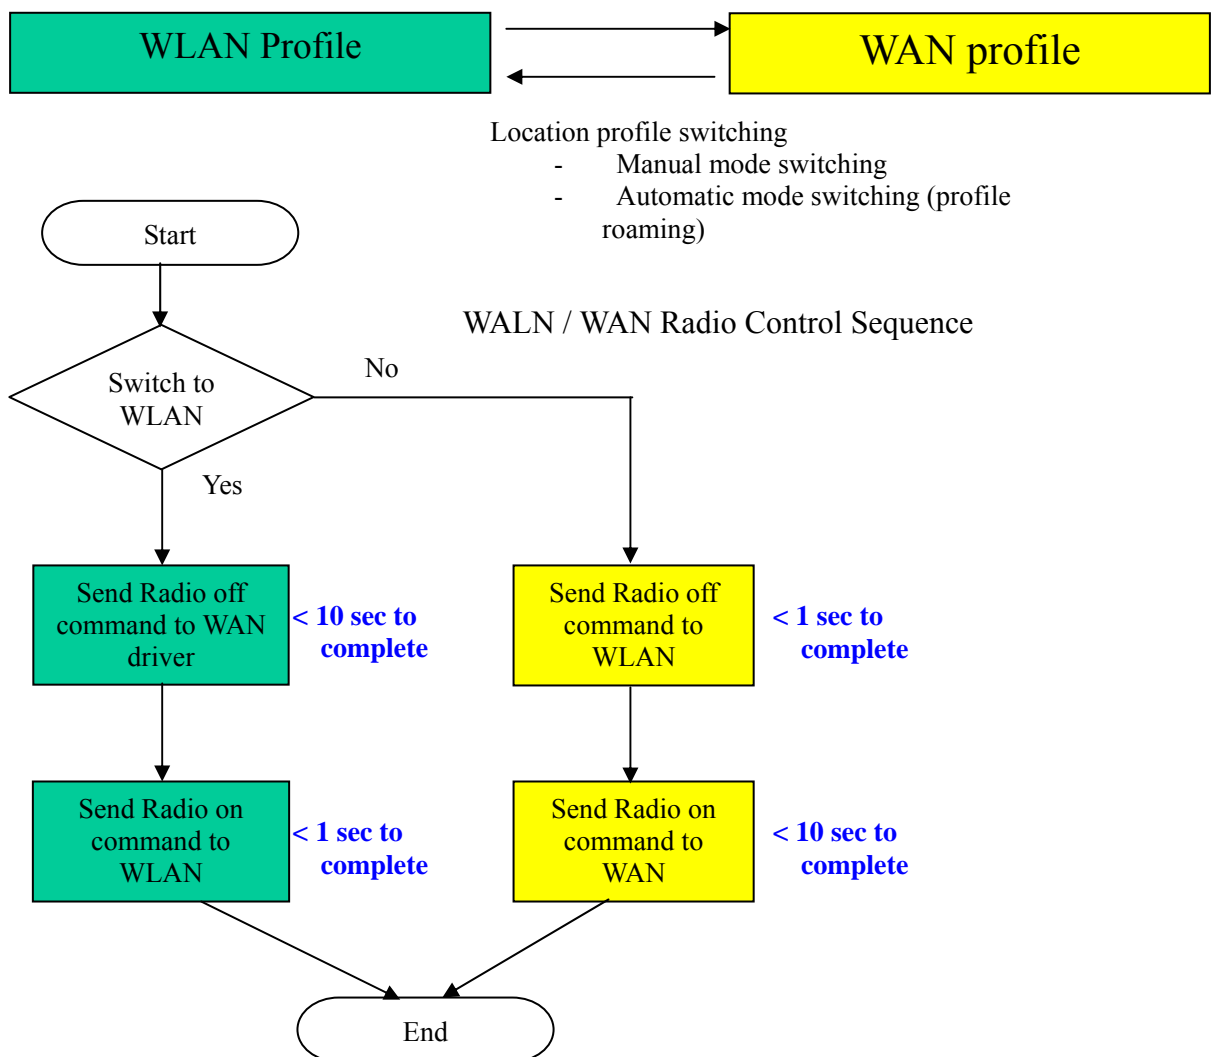 WLAN Profile
WAN profile
Location profile switching
- Manual mode switching
- Automatic mode switching (profile
roaming)
Start
WALN / WAN Radio Control Sequence
Switch to
WLAN
No
Yes
Send Radio off
command to WAN
driver
< 10 sec to
complete
Send Radio off
command to
WLAN
< 1 sec to
complete
Send Radio on
command to
WLAN
< 1 sec to
complete
Send Radio on
command to
WAN
< 10 sec to
complete
End